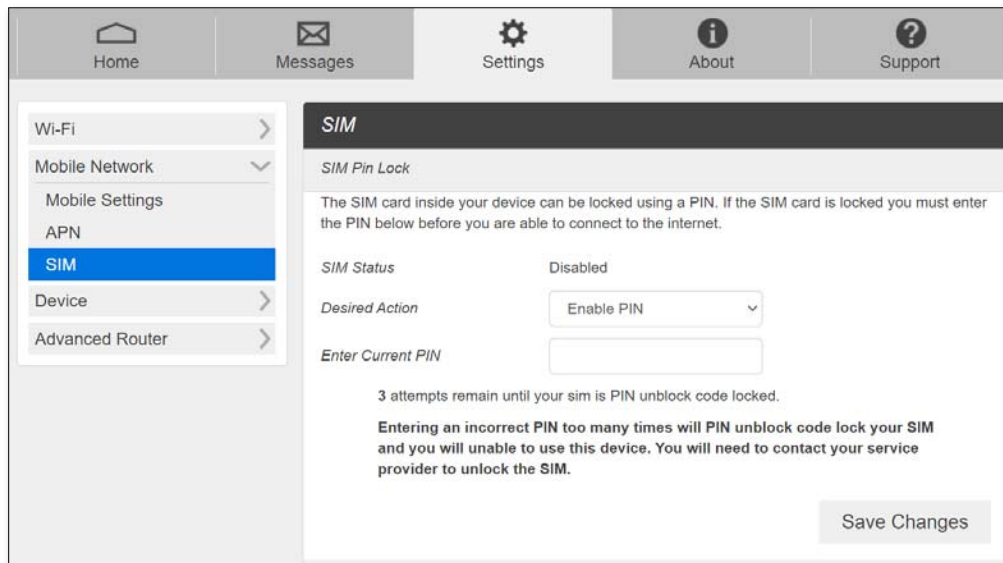 Home
Messages
Settings
About
Support
Wi-Fi
Mobile Network
Mobile Settings
APN
SIM
Device
Advanced Router
SIM
SIM Pin Lock
The SIM card inside your device can be locked using a PIN. If the SIM card is locked you must enter
the PIN below before you are able to connect to the internet.
SIM Status Disabled
Desired Action Enable PIN
Enter Current PIN
3 attempts remain until your sim is PIN unblock code locked.
Entering an incorrect PIN too many times will PIN unblock code lock your SIM
and you will unable to use this device. You will need to contact your service
provider to unlock the SIM.
Save Changes